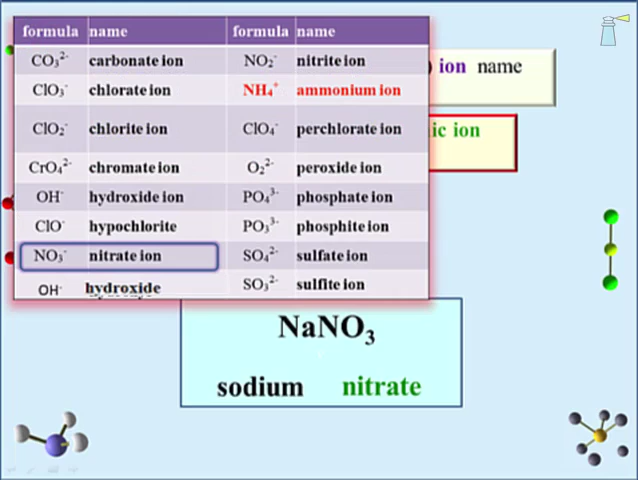 formula name formula name
CO₃²⁻ carbonate ion NO₂⁻ nitrite ion
ion name
ClO₃⁻ chlorate ion NH₄⁺ ammonium ion
ClO₂⁻ chlorite ion ClO₄⁻ perchlorate ion
ic ion
CrO₄²⁻ chromate ion O₂²⁻ peroxide ion
OH⁻ hydroxide ion PO₄³⁻ phosphate ion
ClO⁻ hypochlorite PO₃³⁻ phosphite ion
NO₃⁻ nitrate ion SO₄²⁻ sulfate ion
OH⁻ hydroxide SO₃²⁻ sulfite ion
NaNO₃
sodium nitrate